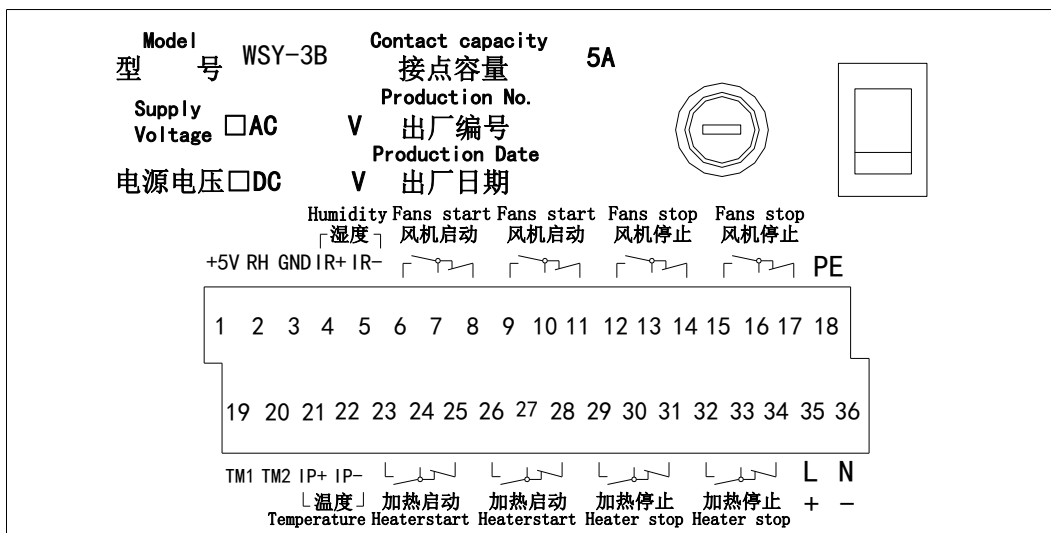 Model Contact capacity
型 号 WSY-3B 接点容量 5A
Supply Production No.
Voltage □AC V 出厂编号
Production Date
电源电压□DC V 出厂日期
Humidity Fans start Fans start Fans stop Fans stop
湿度 风机启动 风机启动 风机停止 风机停止
+5V RH GND IR+ IR- PE
1 2 3 4 5 6 7 8 9 10 11 12 13 14 15 16 17 18
19 20 21 22 23 24 25 26 27 28 29 30 31 32 33 34 35 36
TM1 TM2 IP+ IP- L N
温度 加热启动 加热启动 加热停止 加热停止 + −
Temperature Heaterstart Heaterstart Heater stop Heater stop